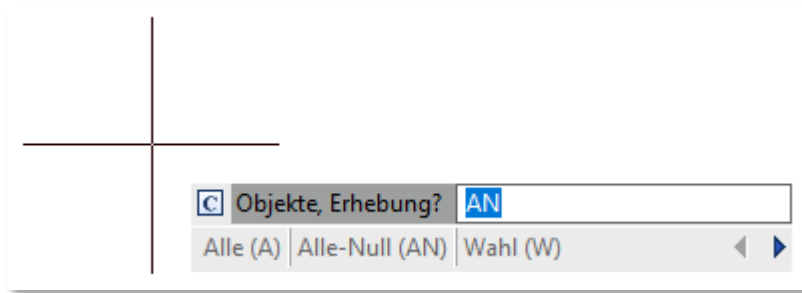 C Objekte, Erhebung? AN
Alle (A) Alle-Null (AN) Wahl (W)